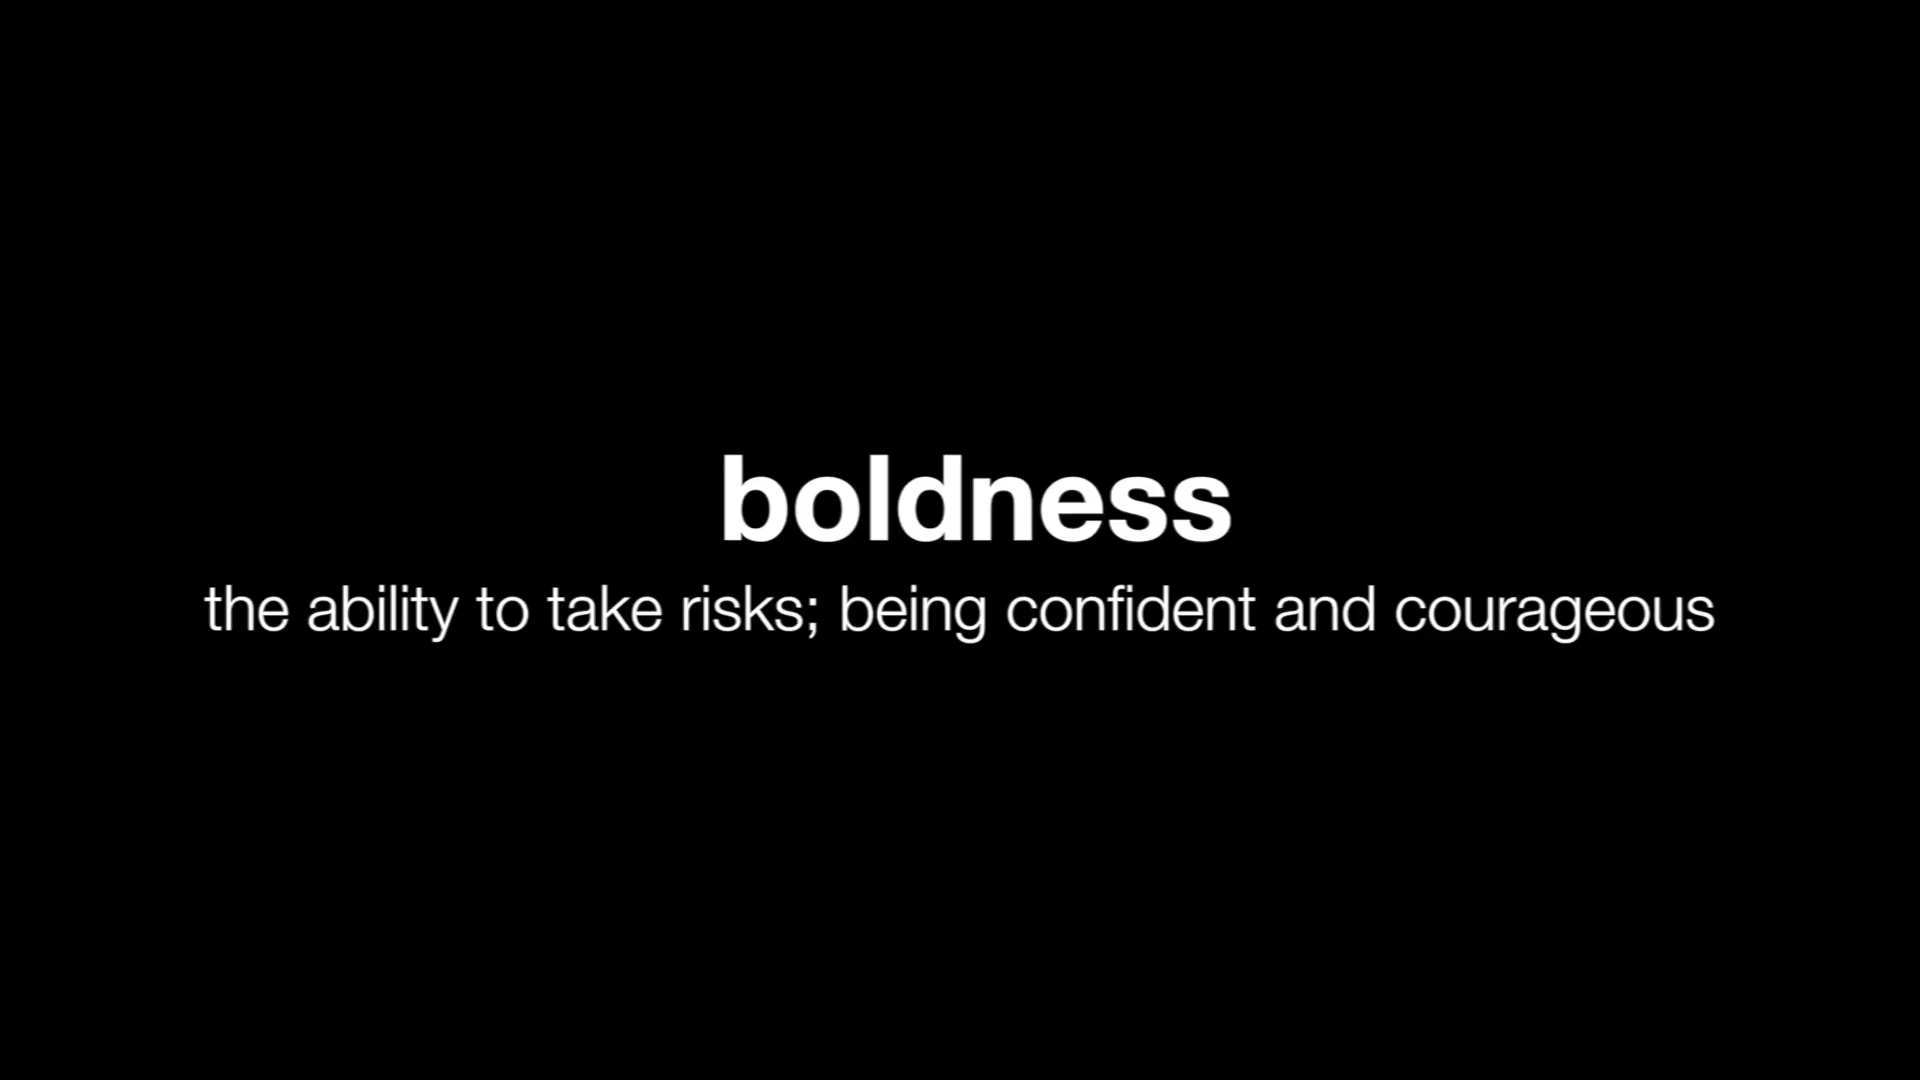 boldness
the ability to take risks; being confident and courageous